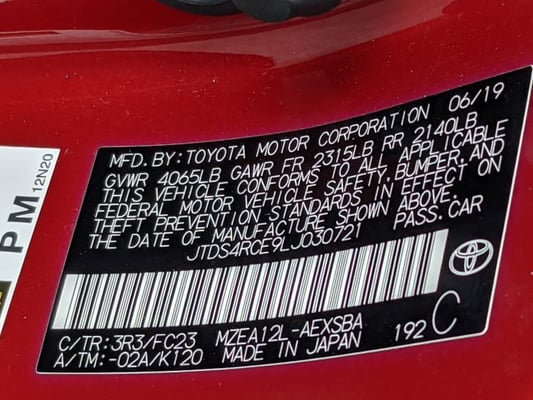 MFD. BY: TOYOTA MOTOR CORPORATION 06/19
GVWR 4065LB GAWR FR 2315LB RR 2140LB
THIS VEHICLE CONFORMS TO ALL APPLICABLE
FEDERAL MOTOR VEHICLE SAFETY, BUMPER, AND
THEFT PREVENTION STANDARDS IN EFFECT ON
THE DATE OF MANUFACTURE SHOWN ABOVE.
JTDS4RCE9LJ030721 PASS. CAR
C/TR: 3R3/FC23 MZEA12L-AEXSBA
A/TM: -02A/K120 MADE IN JAPAN 192 C
PM
12N20